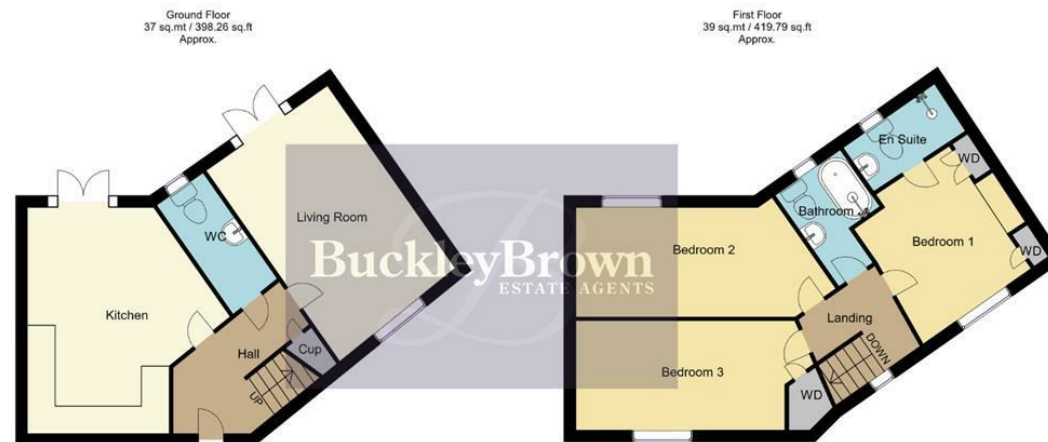 Ground Floor
37 sq.mt / 398.26 sq.ft
Approx.
First Floor
39 sq.mt / 419.79 sq.ft
Approx.
Kitchen
WC
Living Room
Hall
Cup
UP
Bedroom 2
Bathroom
En Suite
WD
Bedroom 1
WD
Landing
DOWN
Bedroom 3
WD
BuckleyBrown
ESTATE AGENTS